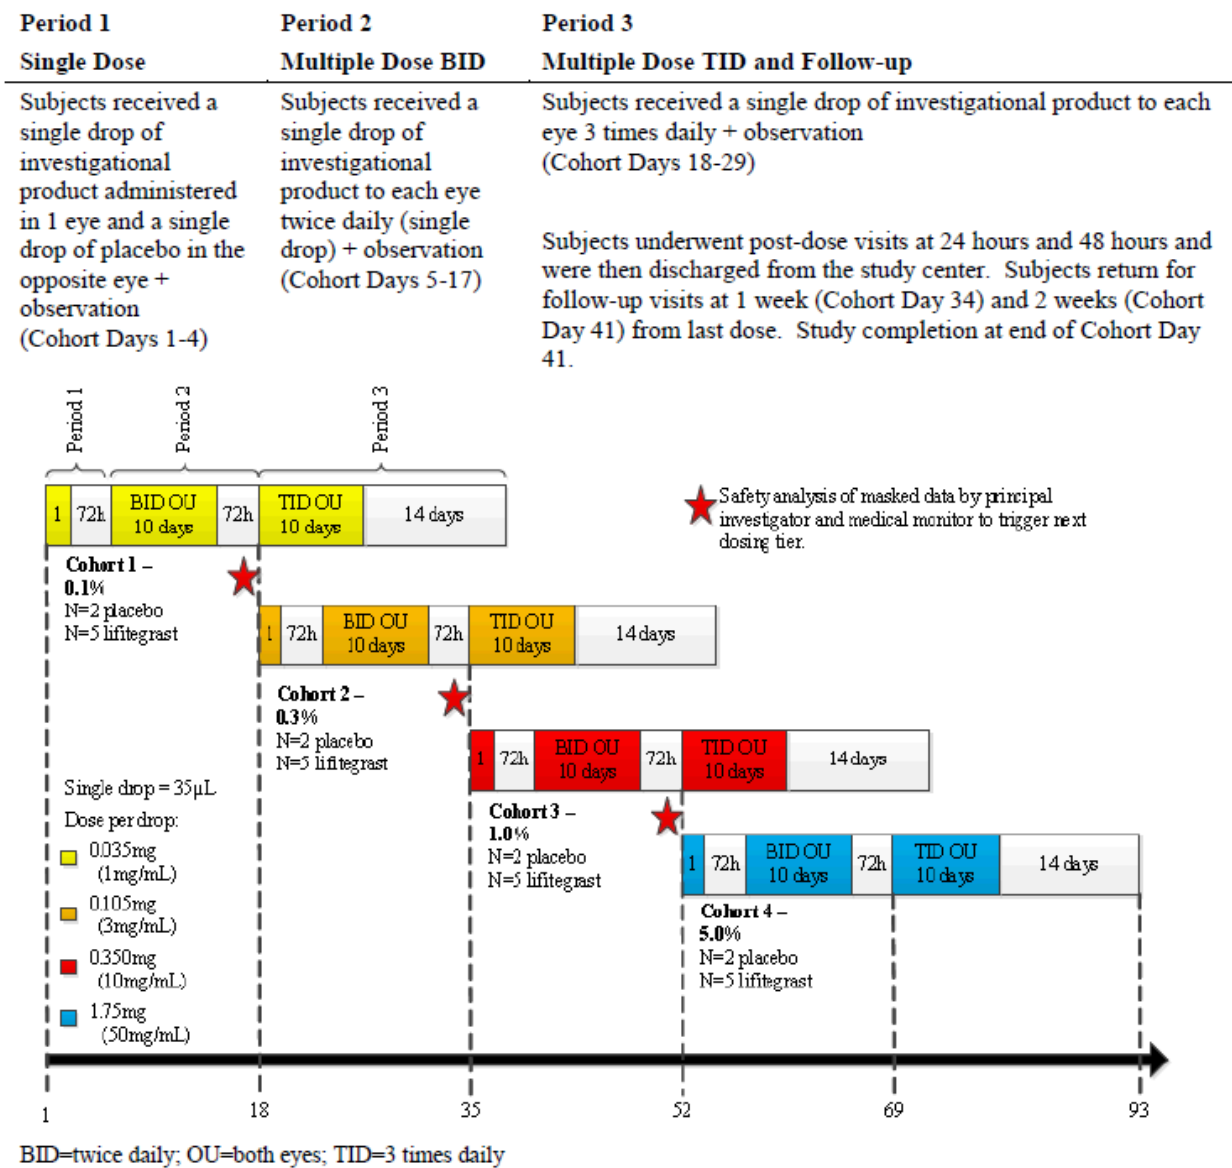 Period 1
Single Dose
Period 2
Multiple Dose BID
Period 3
Multiple Dose TID and Follow-up
Subjects received a
single drop of
investigational
product administered
in 1 eye and a single
drop of placebo in the
opposite eye +
observation
(Cohort Days 1-4)
Subjects received a
single drop of
investigational
product to each eye
twice daily (single
drop) + observation
(Cohort Days 5-17)
Subjects received a single drop of investigational product to each
eye 3 times daily + observation
(Cohort Days 18-29)
Subjects underwent post-dose visits at 24 hours and 48 hours and
were then discharged from the study center. Subjects return for
follow-up visits at 1 week (Cohort Day 34) and 2 weeks (Cohort
Day 41) from last dose. Study completion at end of Cohort Day
41.
Period 1
Period 2
Period 3
1
72h
BID OU
10 days
72h
TID OU
10 days
14 days
Safety analysis of masked data by principal
investigator and medical monitor to trigger next
dosing tier.
Cohort 1 –
0.1%
N=2 placebo
N=5 lifitegrast
1
72h
BID OU
10 days
72h
TID OU
10 days
14 days
Cohort 2 –
0.3%
N=2 placebo
N=5 lifitegrast
1
72h
BID OU
10 days
72h
TID OU
10 days
14 days
Cohort 3 –
1.0%
N=2 placebo
N=5 lifitegrast
1
72h
BID OU
10 days
72h
TID OU
10 days
14 days
Cohort 4 –
5.0%
N=2 placebo
N=5 lifitegrast
Single drop = 35µL
Dose per drop:
0.035mg
(1mg/mL)
0.105mg
(3mg/mL)
0.350mg
(10mg/mL)
1.75mg
(50mg/mL)
1
18
35
52
69
93
BID=twice daily; OU=both eyes; TID=3 times daily